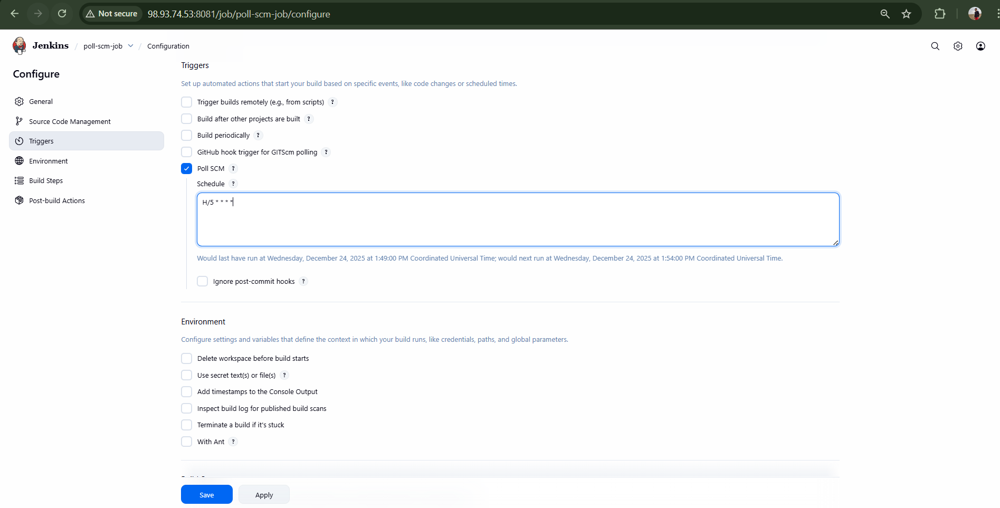 Not secure 98.93.74.53:8081/job/poll-scm-job/configure
Jenkins / poll-scm-job / Configuration
Configure
General
Source Code Management
Triggers
Environment
Build Steps
Post-build Actions
Triggers
Set up automated actions that start your build based on specific events, like code changes or scheduled times.
Trigger builds remotely (e.g., from scripts) ?
Build after other projects are built ?
Build periodically ?
GitHub hook trigger for GITScm polling ?
Poll SCM ?
Schedule ?
H/5 * * * *
Would last have run at Wednesday, December 24, 2025 at 1:49:00 PM Coordinated Universal Time; would next run at Wednesday, December 24, 2025 at 1:54:00 PM Coordinated Universal Time.
Ignore post-commit hooks ?
Environment
Configure settings and variables that define the context in which your build runs, like credentials, paths, and global parameters.
Delete workspace before build starts
Use secret text(s) or file(s) ?
Add timestamps to the Console Output
Inspect build log for published build scans
Terminate a build if it's stuck
With Ant ?
Save Apply